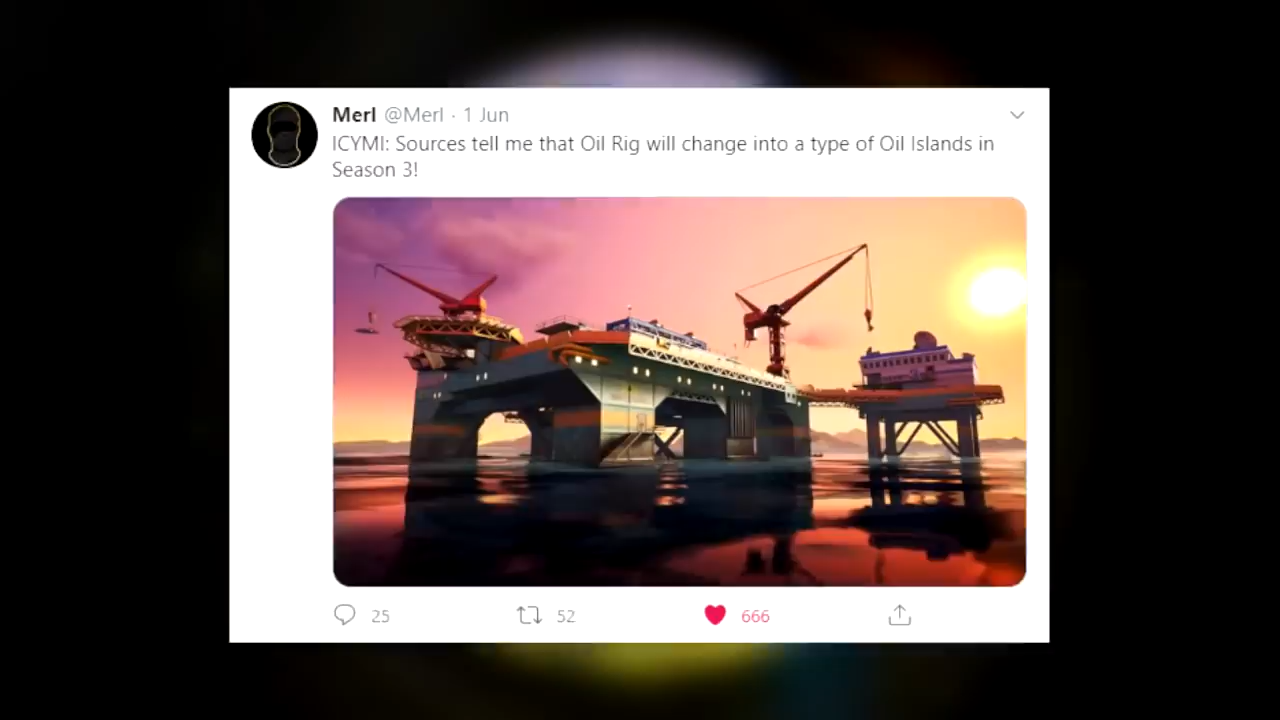 Merl @Merl · 1 Jun
ICYMI: Sources tell me that Oil Rig will change into a type of Oil Islands in
Season 3!
25 52 666